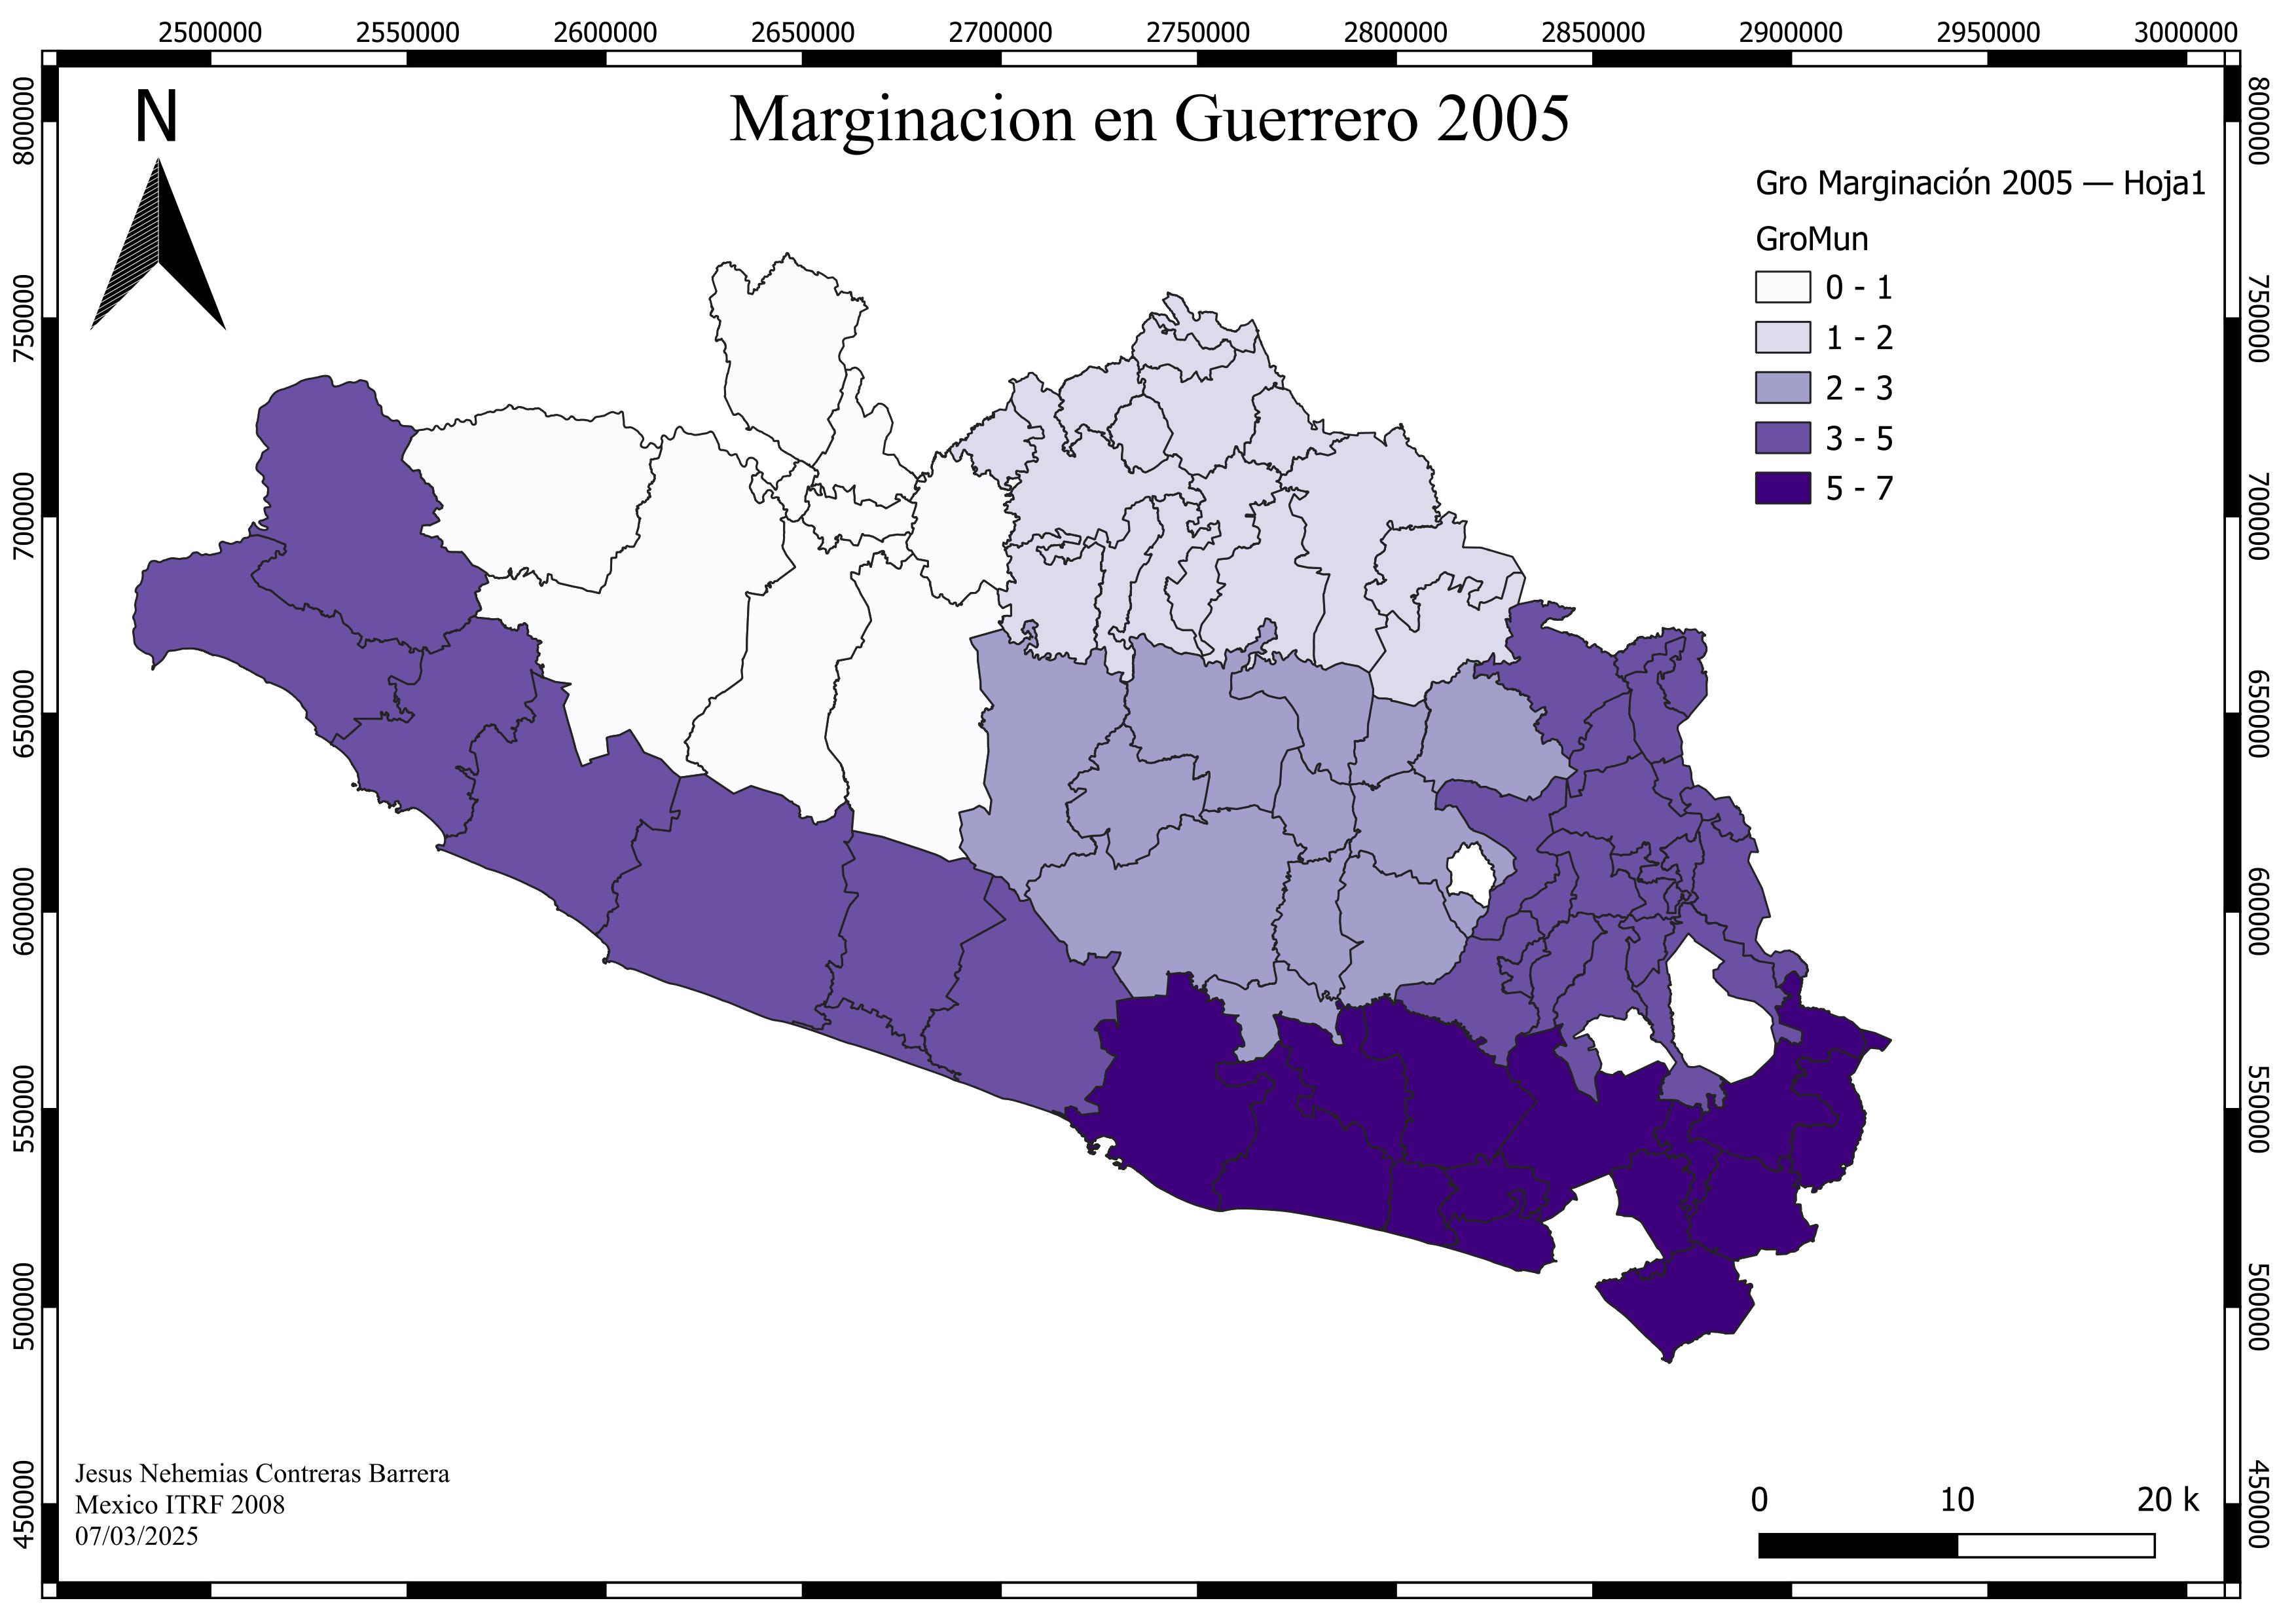 2500000 2550000 2600000 2650000 2700000 2750000 2800000 2850000 2900000 2950000 3000000
N
Marginacion en Guerrero 2005
Gro Marginación 2005 — Hoja1
GroMun
0 - 1
1 - 2
2 - 3
3 - 5
5 - 7
800000
750000
700000
650000
600000
550000
500000
450000
800000
750000
700000
650000
600000
550000
500000
450000
Jesus Nehemias Contreras Barrera
Mexico ITRF 2008
07/03/2025
0 10 20 k